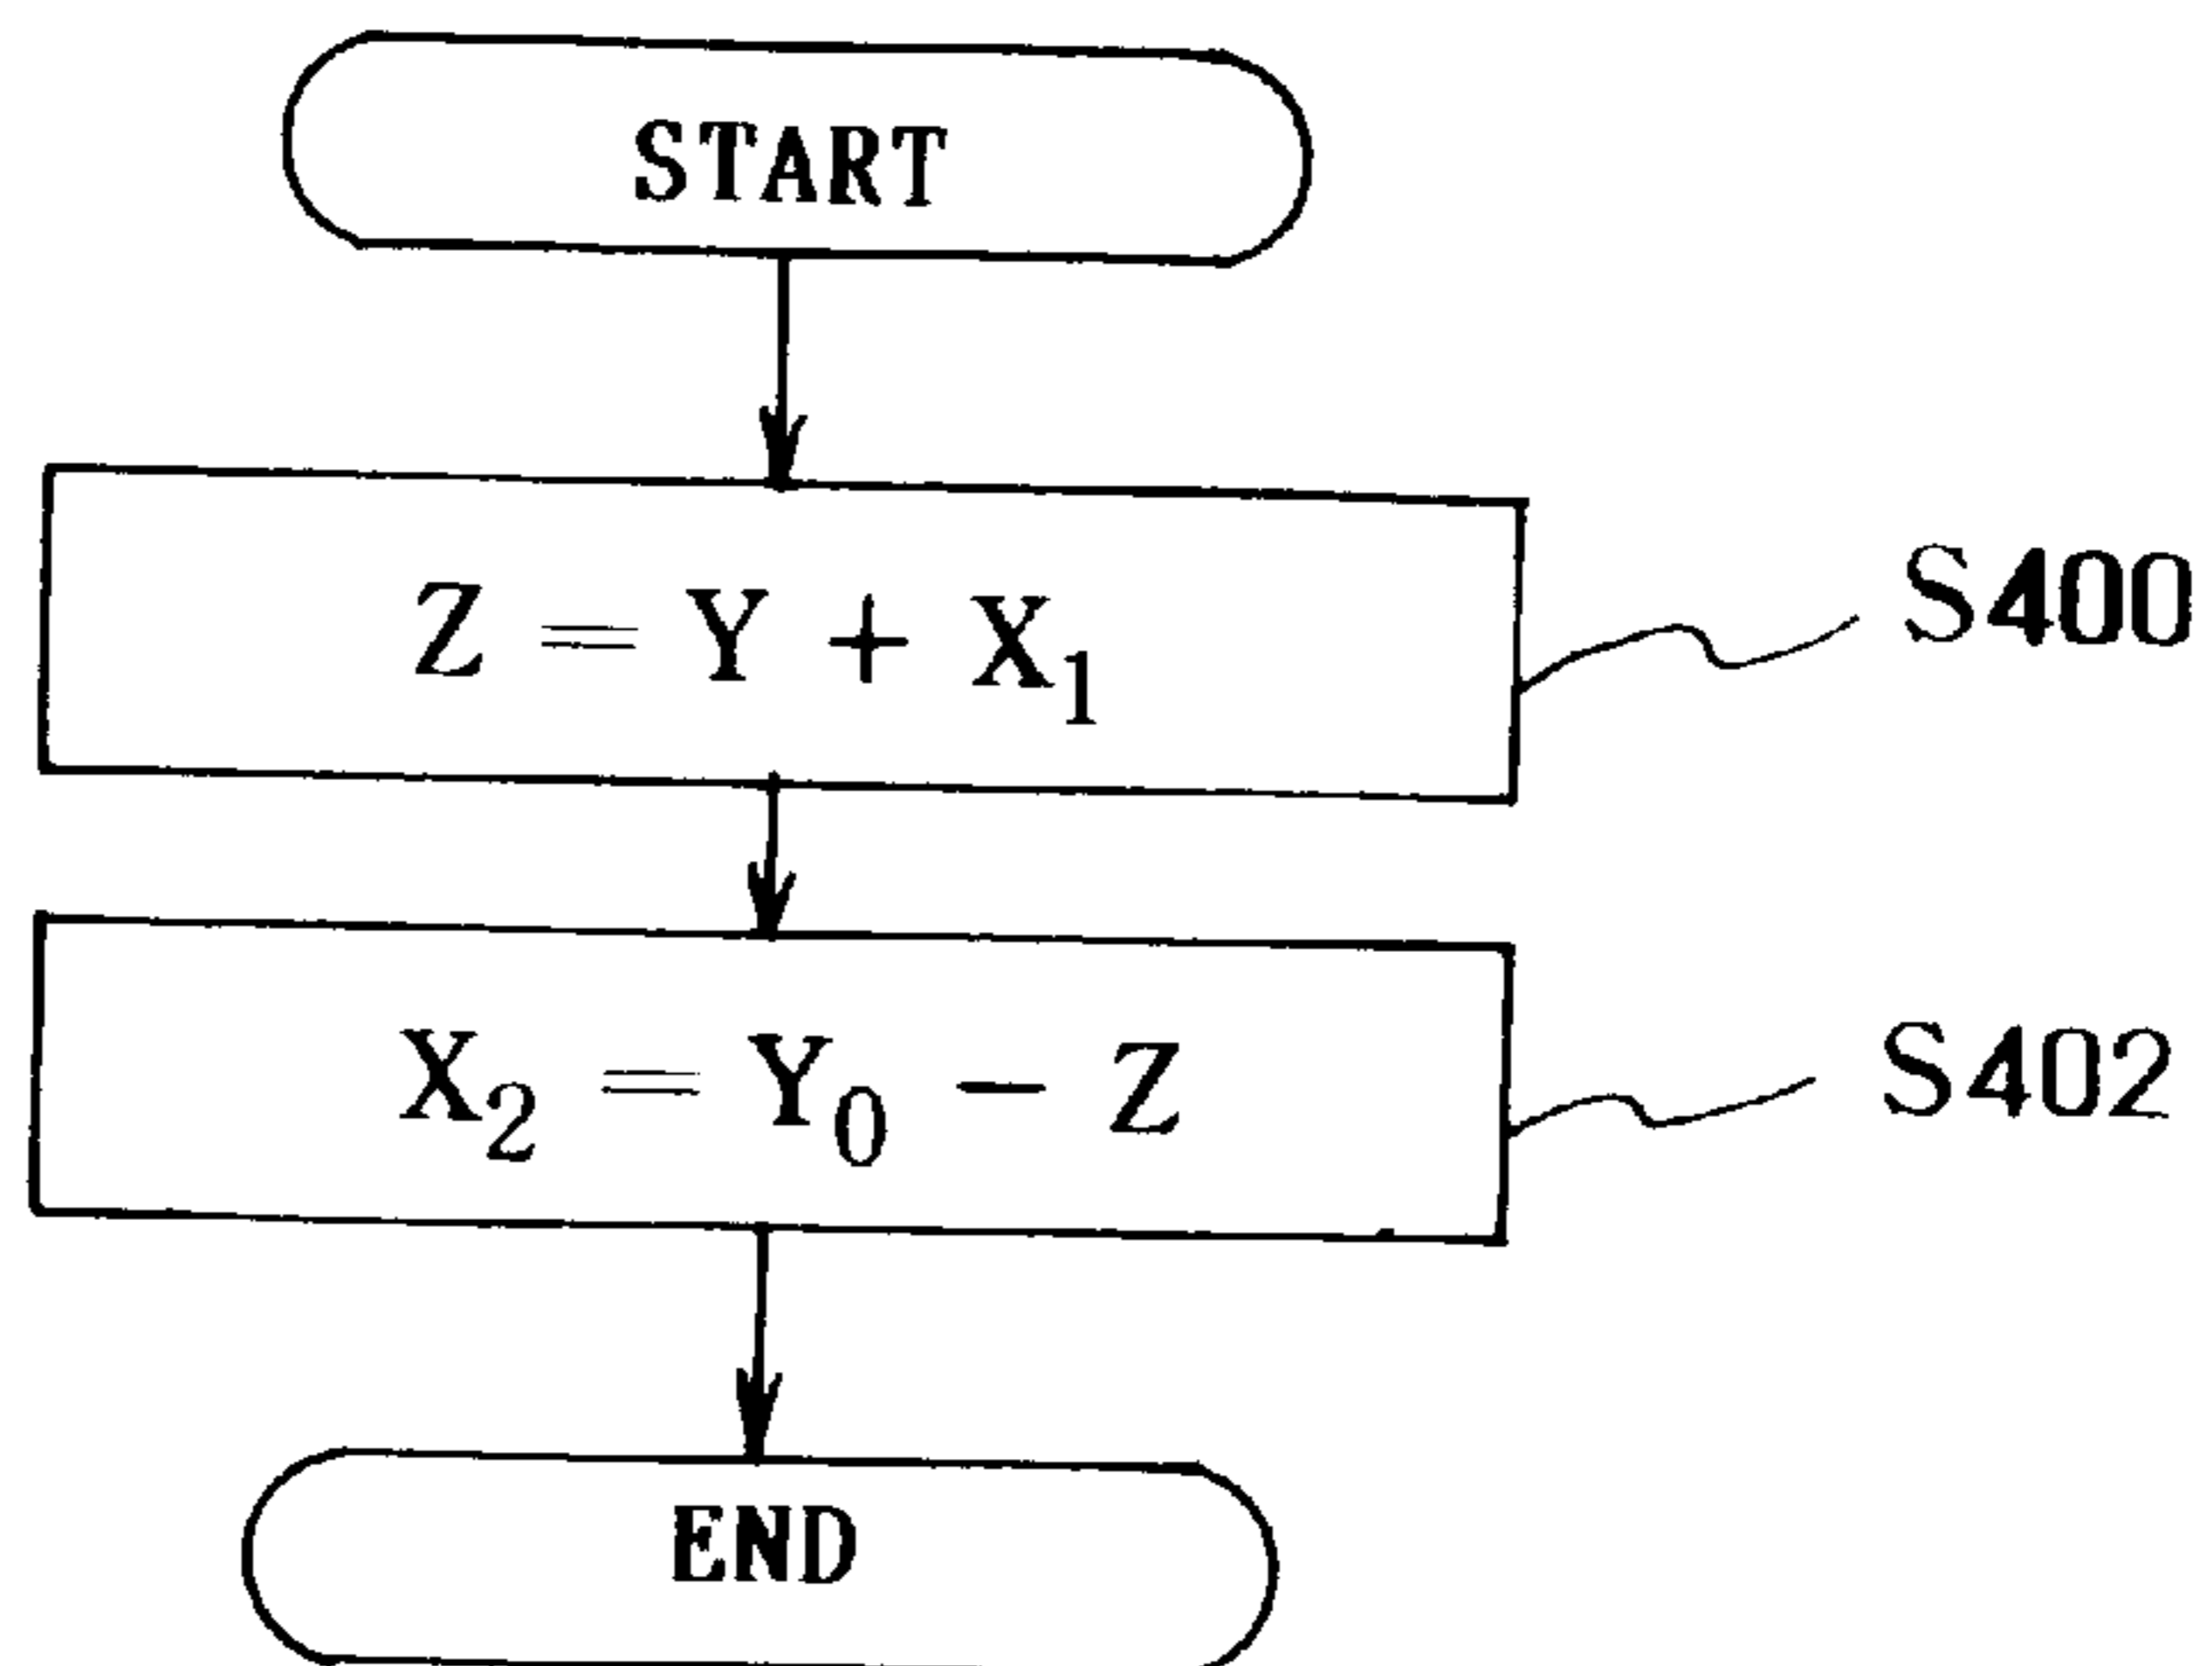 START
Z = Y + X₁
S400
X₂ = Y₀ − Z
S402
END